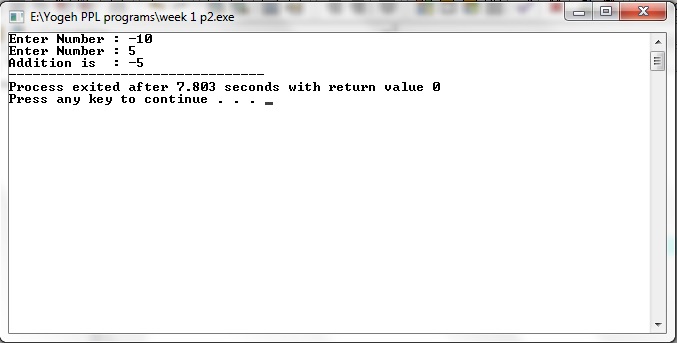 E:\Yogeh PPL programs\week 1 p2.exe
Enter Number : -10
Enter Number : 5
Addition is  : -5
--------------------------------
Process exited after 7.803 seconds with return value 0
Press any key to continue . . . _